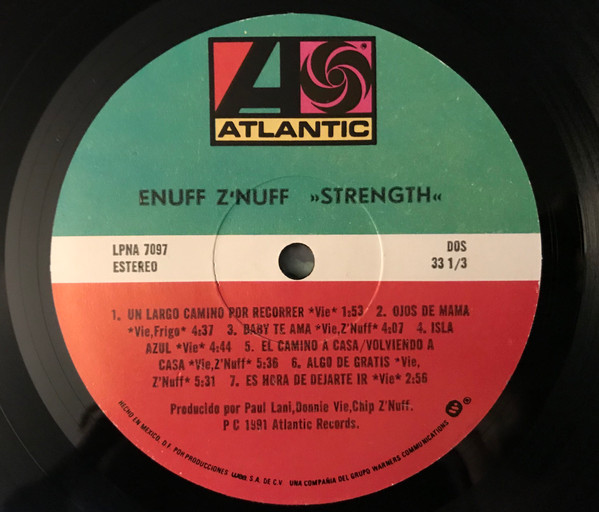 ATLANTIC
ENUFF Z'NUFF »STRENGTH«
LPNA 7097
ESTEREO
DOS
33 1/3
1. UN LARGO CAMINO POR RECORRER *Vie* 1:53 2. OJOS DE MAMA
*Vie,Frigo* 4:37 3. BABY TE AMA *Vie,Z'Nuff* 4:07 4. ISLA
AZUL *Vie* 4:44 5. EL CAMINO A CASA/VOLVIENDO A
CASA *Vie,Z'Nuff* 5:36 6. ALGO DE GRATIS *Vie,
Z'Nuff* 5:31 7. ES HORA DE DEJARTE IR *Vie* 2:56
Producido por Paul Lani,Donnie Vie,Chip Z'Nuff.
P C 1991 Atlantic Records.
HECHO EN MEXICO, D.F. POR PRODUCCIONES WEA S.A. DE C.V. UNA COMPAÑIA DEL GRUPO WARNERS COMMUNICATIONS ®